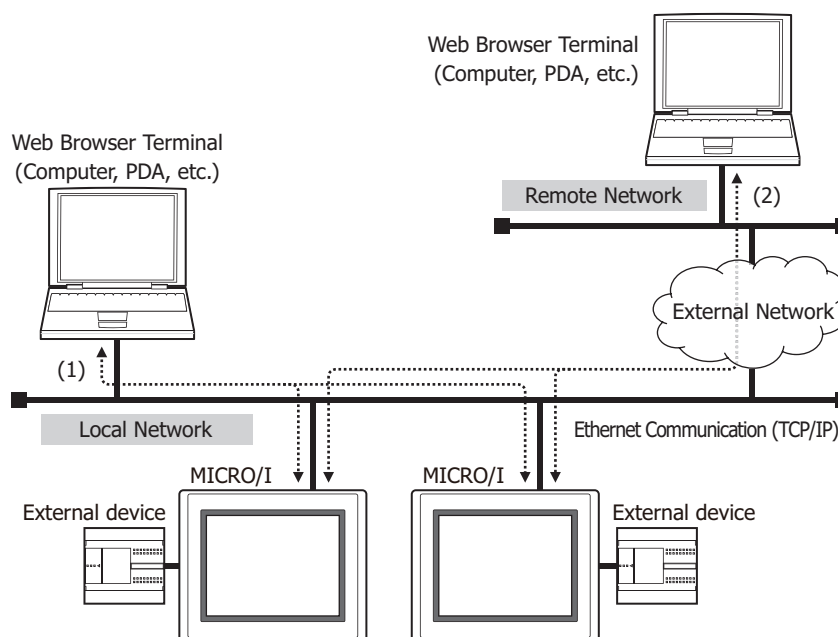 Web Browser Terminal
(Computer, PDA, etc.)
Web Browser Terminal
(Computer, PDA, etc.)
Remote Network
(2)
External Network
(1)
Local Network
Ethernet Communication (TCP/IP)
MICRO/I
MICRO/I
External device
External device